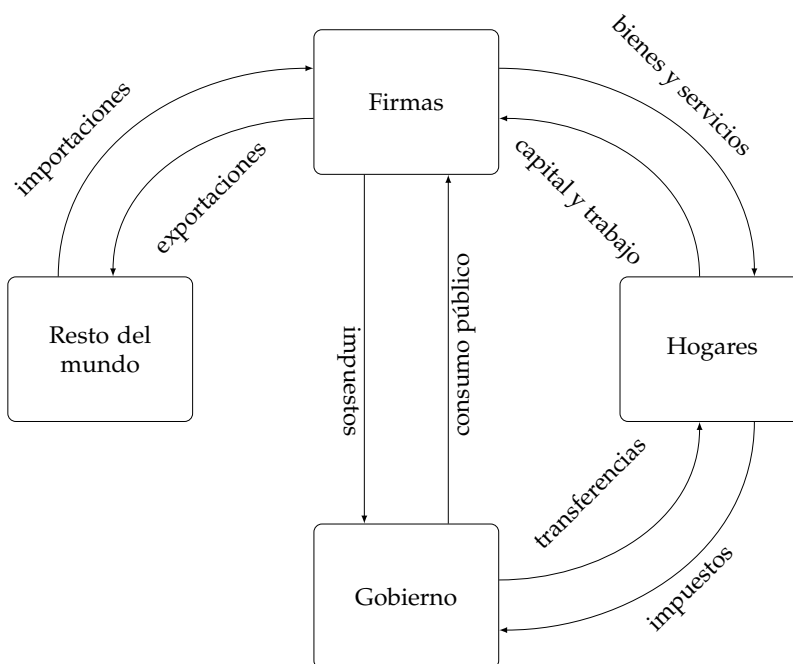 Firmas
bienes y servicios
importaciones
exportaciones
capital y trabajo
Resto del
mundo
Hogares
impuestos
consumo público
transferencias
impuestos
Gobierno